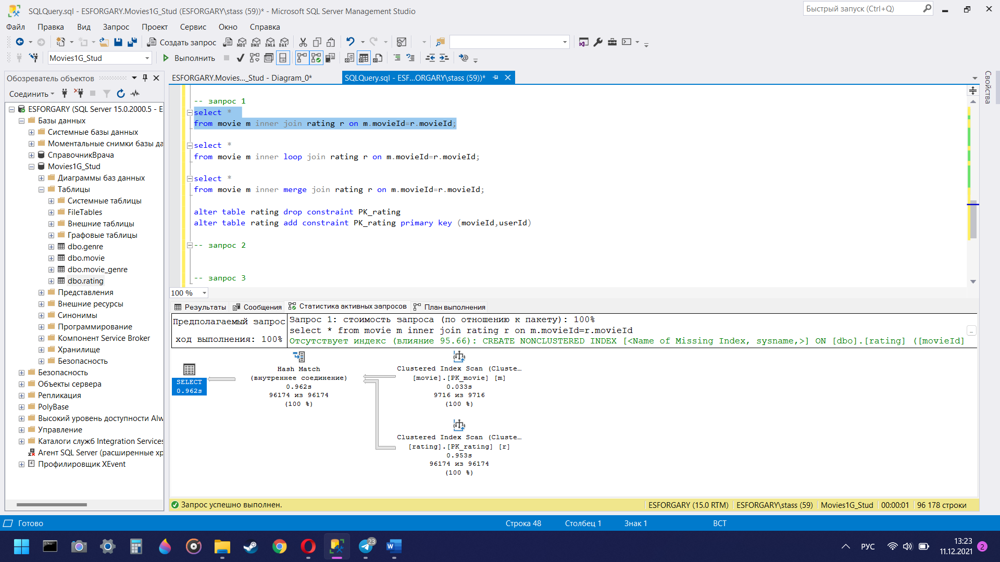 SQLQuery.sql - ESFORGARY.Movies1G_Stud (ESFORGARY\stass (59))* - Microsoft SQL Server Management Studio
Быстрый запуск (Ctrl+Q)
Файл Правка Вид Запрос Проект Сервис Окно Справка
Создать запрос
MDX DMX XMLA DAX
Movies1G_Stud
Выполнить
Обозреватель объектов
Соединить
ESFORGARY (SQL Server 15.0.2000.5 - E
Базы данных
Системные базы данных
Моментальные снимки базы да
СправочникВрача
Movies1G_Stud
Диаграммы баз данных
Таблицы
Системные таблицы
FileTables
Внешние таблицы
Графовые таблицы
dbo.genre
dbo.movie
dbo.movie_genre
dbo.rating
Представления
Внешние ресурсы
Синонимы
Программирование
Компонент Service Broker
Хранилище
Безопасность
Безопасность
Объекты сервера
Репликация
PolyBase
Высокий уровень доступности Alw
Управление
Каталоги служб Integration Services
Агент SQL Server (расширенные хр
Профилировщик XEvent
ESFORGARY.Movies..._Stud - Diagram_0*
SQLQuery.sql - ESF...ORGARY\stass (59))*
Свойства
-- запрос 1
select *
from movie m inner join rating r on m.movieId=r.movieId;
select *
from movie m inner loop join rating r on m.movieId=r.movieId;
select *
from movie m inner merge join rating r on m.movieId=r.movieId;
alter table rating drop constraint PK_rating
alter table rating add constraint PK_rating primary key (movieId,userId)
-- запрос 2
-- запрос 3
100 %
Результаты Сообщения Статистика активных запросов План выполнения
Предполагаемый запрос
ход выполнения: 100%
Запрос 1: стоимость запроса (по отношению к пакету): 100%
select * from movie m inner join rating r on m.movieId=r.movieId
Отсутствует индекс (влияние 95.66): CREATE NONCLUSTERED INDEX [<Name of Missing Index, sysname,>] ON [dbo].[rating] ([movieId]
...
SELECT
0.962s
Hash Match
(внутреннее соединение)
0.962s
96174 из 96174
(100 %)
Clustered Index Scan (Cluste…
[movie].[PK_movie] [m]
0.033s
9716 из 9716
(100 %)
Clustered Index Scan (Cluste…
[rating].[PK_rating] [r]
0.953s
96174 из 96174
(100 %)
Запрос успешно выполнен.
ESFORGARY (15.0 RTM)
ESFORGARY\stass (59)
Movies1G_Stud
00:00:01
96 178 строки
Готово
Строка 48
Столбец 1
Знак 1
ВСТ
23
РУС
13:23
11.12.2021
2